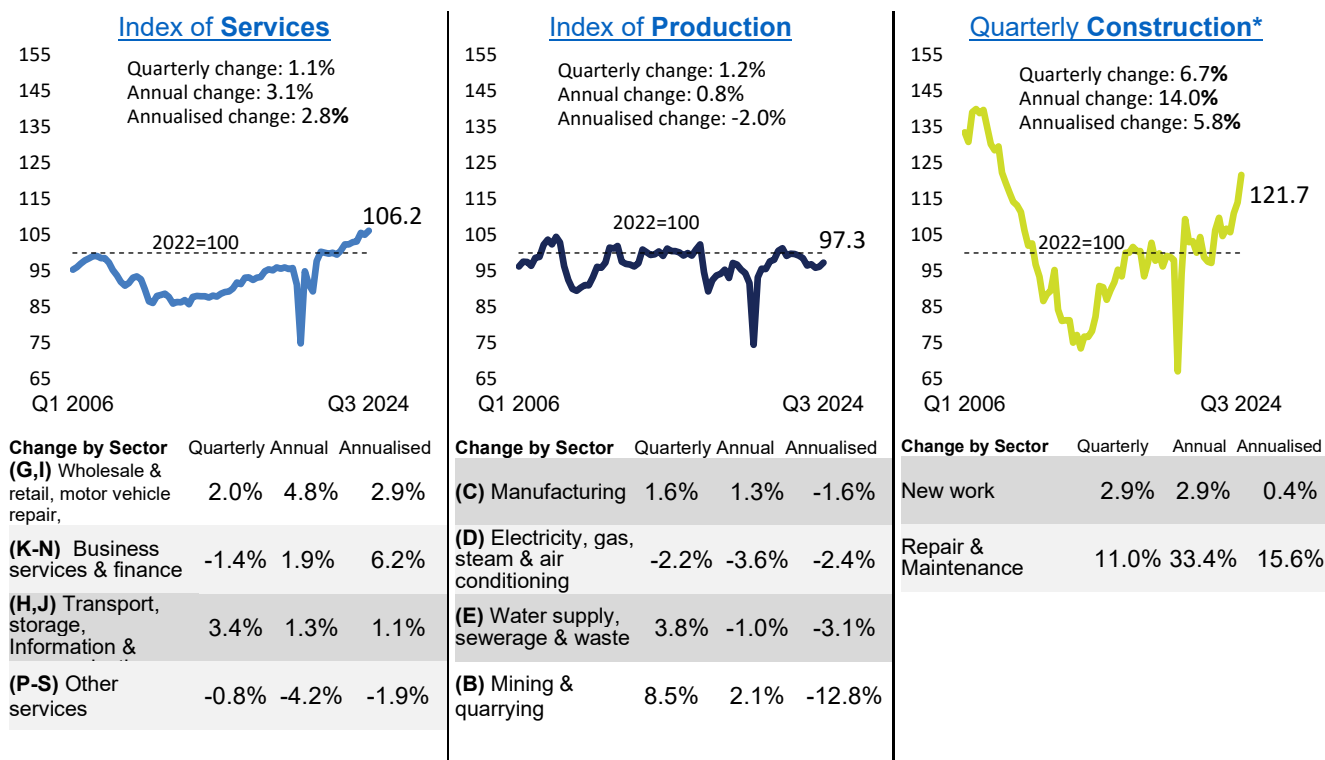 Index of Services
155
145
135
125
115
105
95
85
75
65
Quarterly change: 1.1%
Annual change: 3.1%
Annualised change: 2.8%
106.2
2022=100
Q1 2006 Q3 2024
Change by Sector Quarterly Annual Annualised
(G,I) Wholesale &
retail, motor vehicle
repair,
2.0% 4.8% 2.9%
(K-N) Business
services & finance
-1.4% 1.9% 6.2%
(H,J) Transport,
storage,
Information &
3.4% 1.3% 1.1%
(P-S) Other
services
-0.8% -4.2% -1.9%
Index of Production
155
145
135
125
115
105
95
85
75
65
Quarterly change: 1.2%
Annual change: 0.8%
Annualised change: -2.0%
2022=100
97.3
Q1 2006 Q3 2024
Change by Sector Quarterly Annual Annualised
(C) Manufacturing 1.6% 1.3% -1.6%
(D) Electricity, gas,
steam & air
conditioning
-2.2% -3.6% -2.4%
(E) Water supply,
sewerage & waste
3.8% -1.0% -3.1%
(B) Mining &
quarrying
8.5% 2.1% -12.8%
Quarterly Construction*
155
145
135
125
115
105
95
85
75
65
Quarterly change: 6.7%
Annual change: 14.0%
Annualised change: 5.8%
121.7
2022=100
Q1 2006 Q3 2024
Change by Sector Quarterly Annual Annualised
New work 2.9% 2.9% 0.4%
Repair &
Maintenance
11.0% 33.4% 15.6%